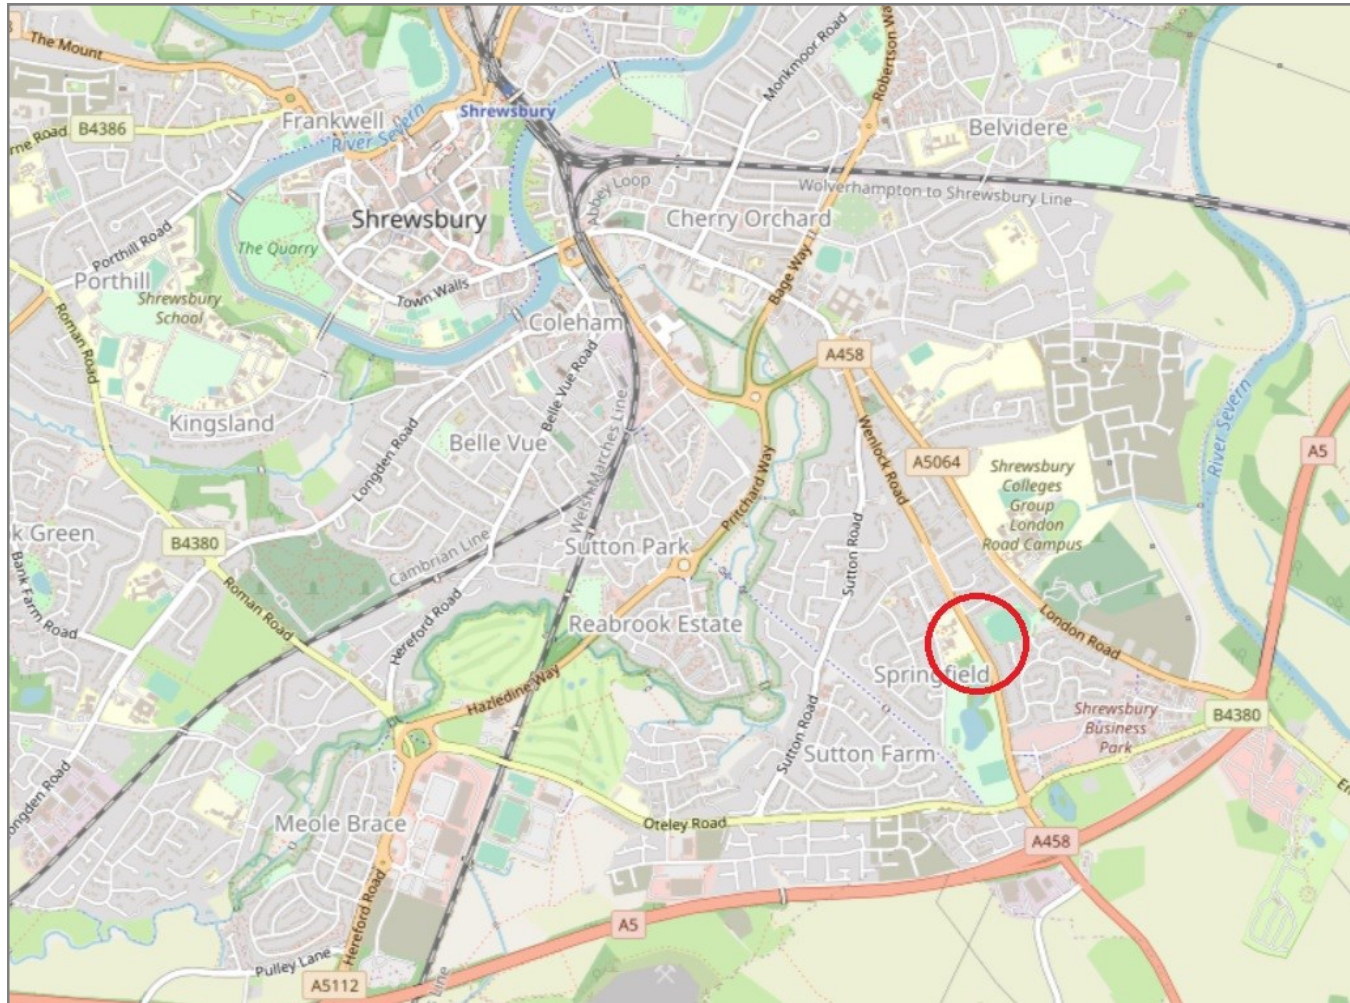 The Mount
B4386
rne Road
Frankwell
River Severn
Shrewsbury
Monkmoor Road
Robertson Wa
Belvidere
Abbey Loop
Wolverhampton to Shrewsbury Line
Shrewsbury
Cherry Orchard
Porthill Road
The Quarry
Porthill
Shrewsbury
School
Town Walls
Bage Way
Roman Road
Coleham
A458
Kingsland
Belle Vue Road
Belle Vue
Longden Road
Welsh Marches Line
Wenlock Road
A5064
River Severn
A5
Shrewsbury
Colleges
Group
London
Road Campus
Pritchard Way
k Green
B4380
Cambrian Line
Sutton Park
Sutton Road
Bank Farm Road
Roman Road
Hereford Road
Reabrook Estate
London Road
Springfield
Hazledine Way
Shrewsbury
Business
Park
B4380
Sutton Road
Sutton Farm
ongden Road
Meole Brace
Oteley Road
Em
A458
Hereford Road
A5
Pulley Lane
A5112
Line